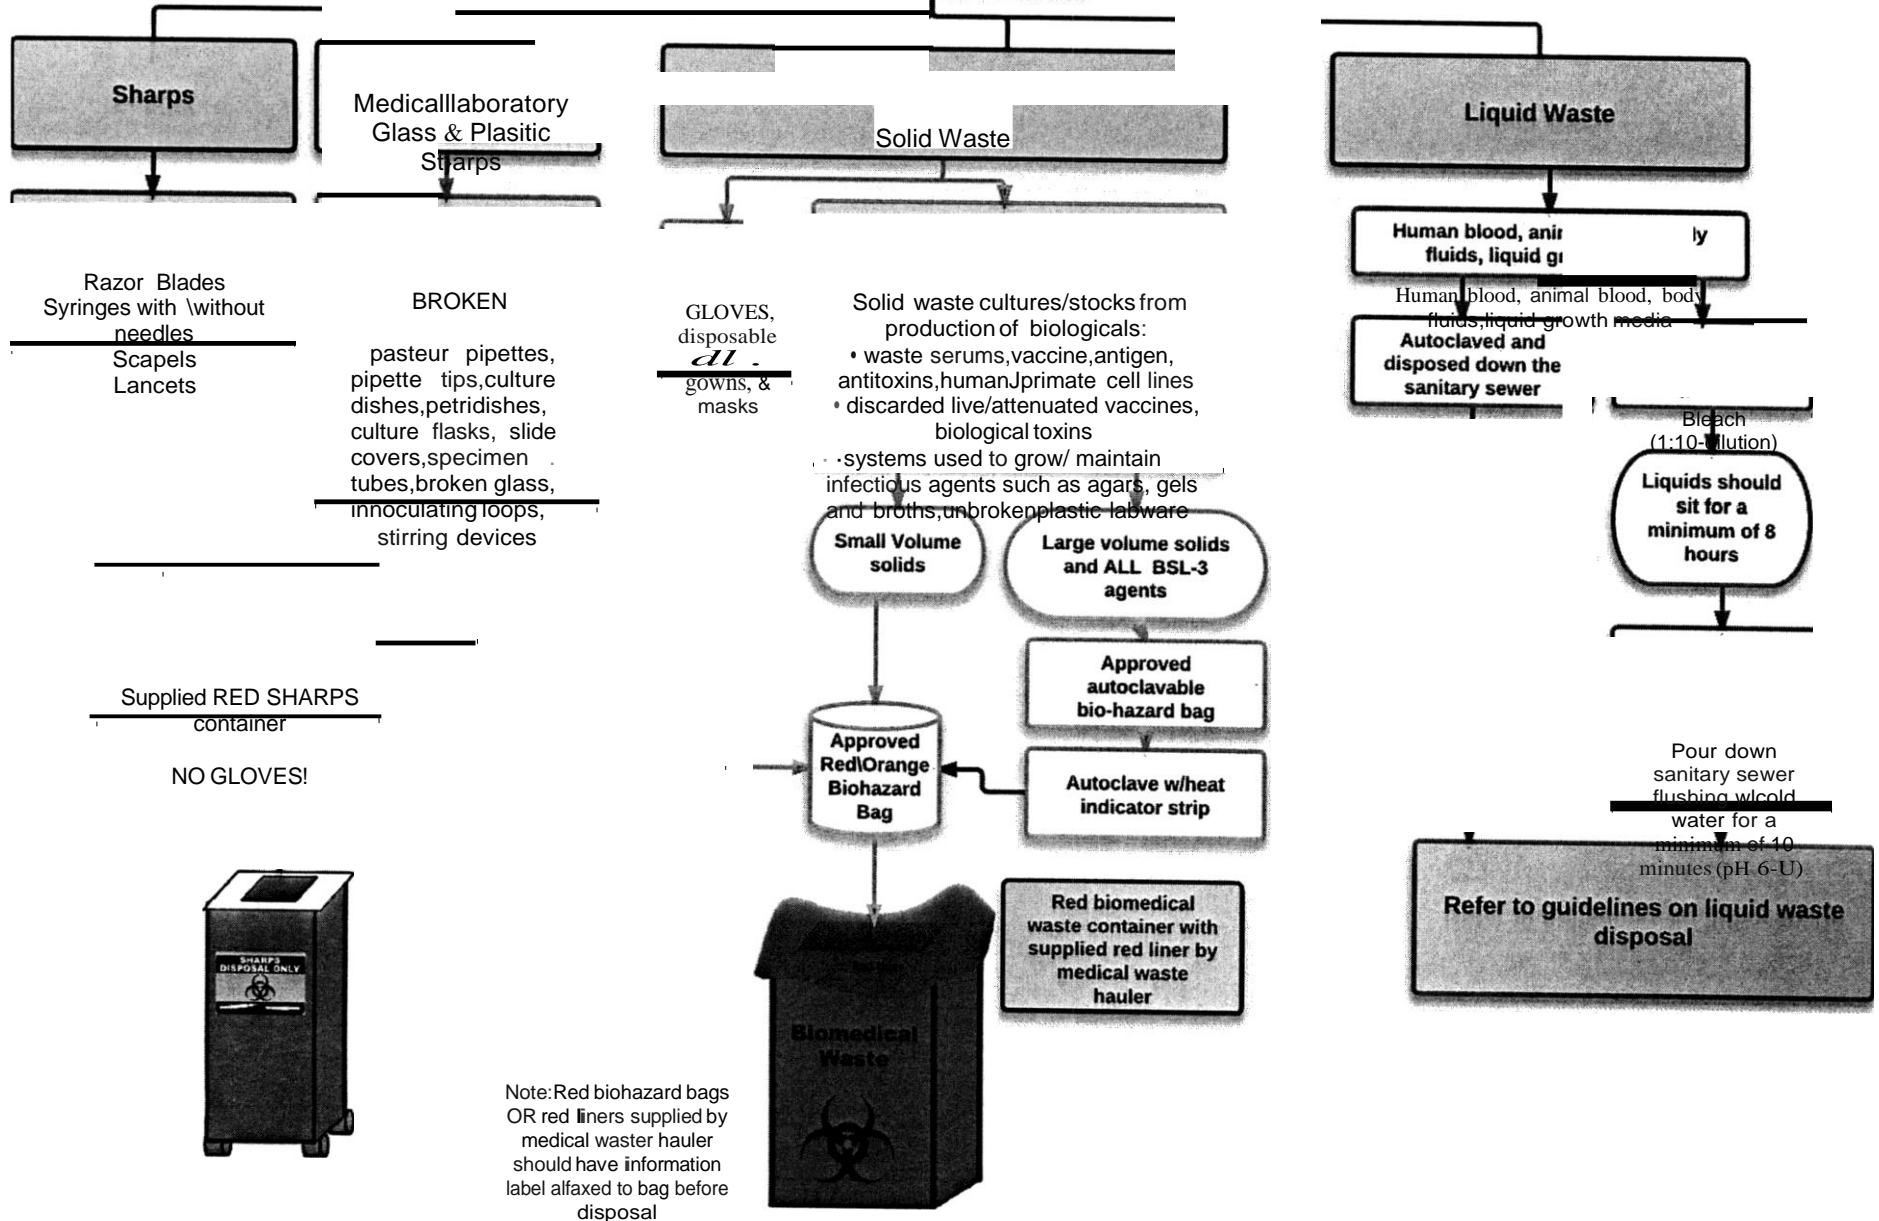 Sharps
Medicalllaboratory
Glass & Plasitic
St arps
Solid Waste
Liquid Waste
Razor Blades
Syringes with \without
needles
Scapels
Lancets
BROKEN
pasteur pipettes,
pipette tips,culture
dishes,petridishes,
culture flasks, slide
covers,specimen .
tubes,broken glass,
innoculating loops,
stirring devices
Supplied RED SHARPS
container
NO GLOVES!
SHARPS
DISPOSAL ONLY
GLOVES,
disposable
dl .
gowns, &
masks
Solid waste cultures/stocks from
production of biologicals:
• waste serums,vaccine,antigen,
antitoxins,humanJprimate cell lines
• discarded live/attenuated vaccines,
biological toxins
· ·systems used to grow/ maintain
infectious agents such as agars, gels
and broths,unbrokenplastic labware
Small Volume
solids
Large volume solids
and ALL BSL-3
agents
Approved
autoclavable
bio-hazard bag
Approved
Red\Orange
Biohazard
Bag
Autoclave w/heat
indicator strip
Red biomedical
waste container with
supplied red liner by
medical waste
hauler
Biomedical
Waste
Note:Red biohazard bags
OR red liners supplied by
medical waster hauler
should have information
label alfaxed to bag before
disposal
Human blood, anir ly
fluids, liquid gr
Human blood, animal blood, body
fluids,liquid growth media
Autoclaved and
disposed down the
sanitary sewer
Bleach
(1:10-dilution)
Liquids should
sit for a
minimum of 8
hours
Pour down
sanitary sewer
flushing wlcold
water for a
minimum of 10
minutes (pH 6-U)
Refer to guidelines on liquid waste
disposal